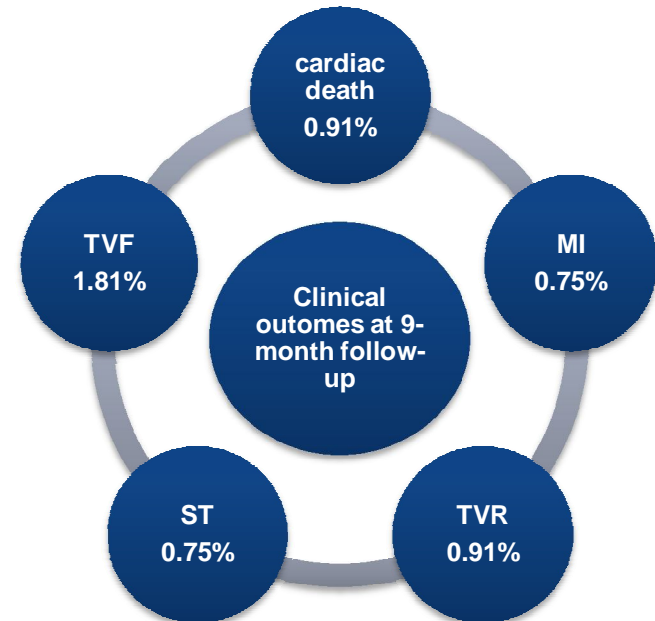 cardiac
death
0.91%
MI
0.75%
TVR
0.91%
ST
0.75%
TVF
1.81%
Clinical
outomes at 9-
month follow-
up